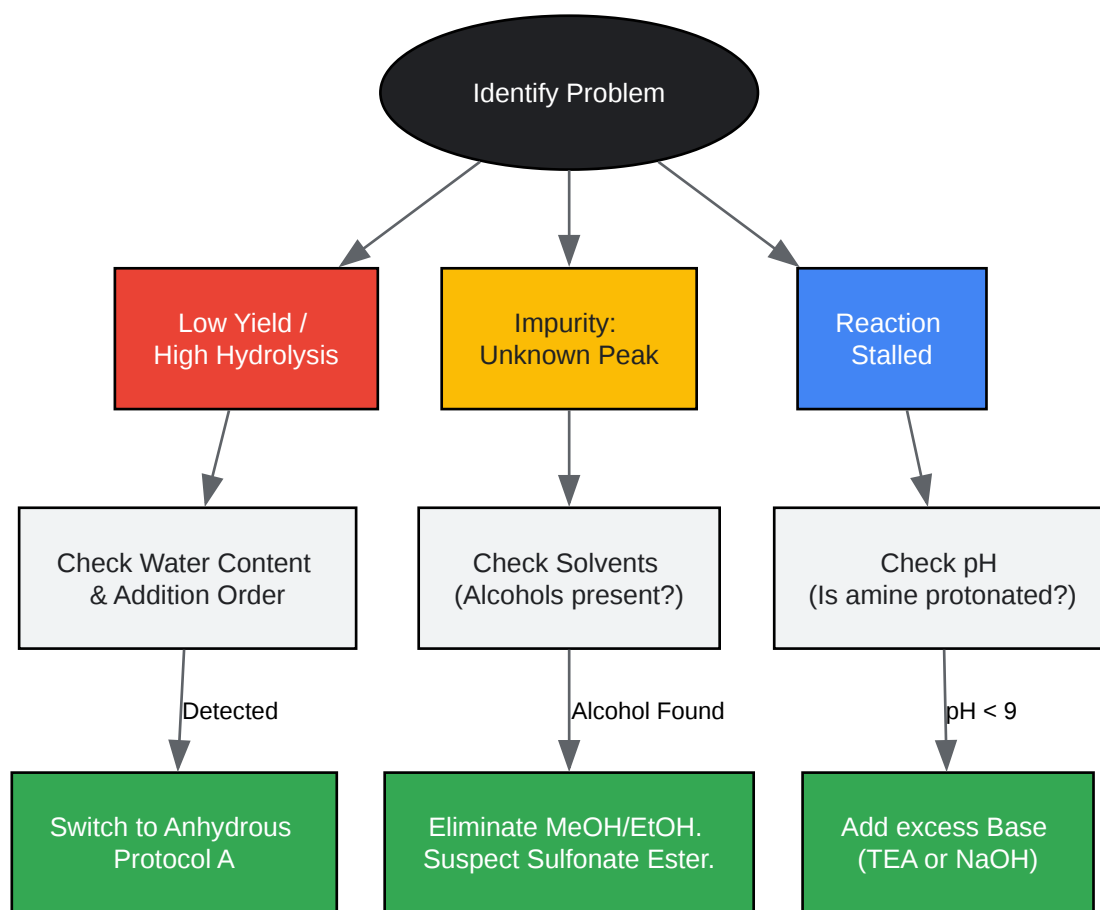 Identify Problem
Low Yield /
High Hydrolysis
Impurity:
Unknown Peak
Reaction
Stalled
Check Water Content
& Addition Order
Check Solvents
(Alcohols present?)
Check pH
(Is amine protonated?)
Detected
Alcohol Found
pH < 9
Switch to Anhydrous
Protocol A
Eliminate MeOH/EtOH.
Suspect Sulfonate Ester.
Add excess Base
(TEA or NaOH)